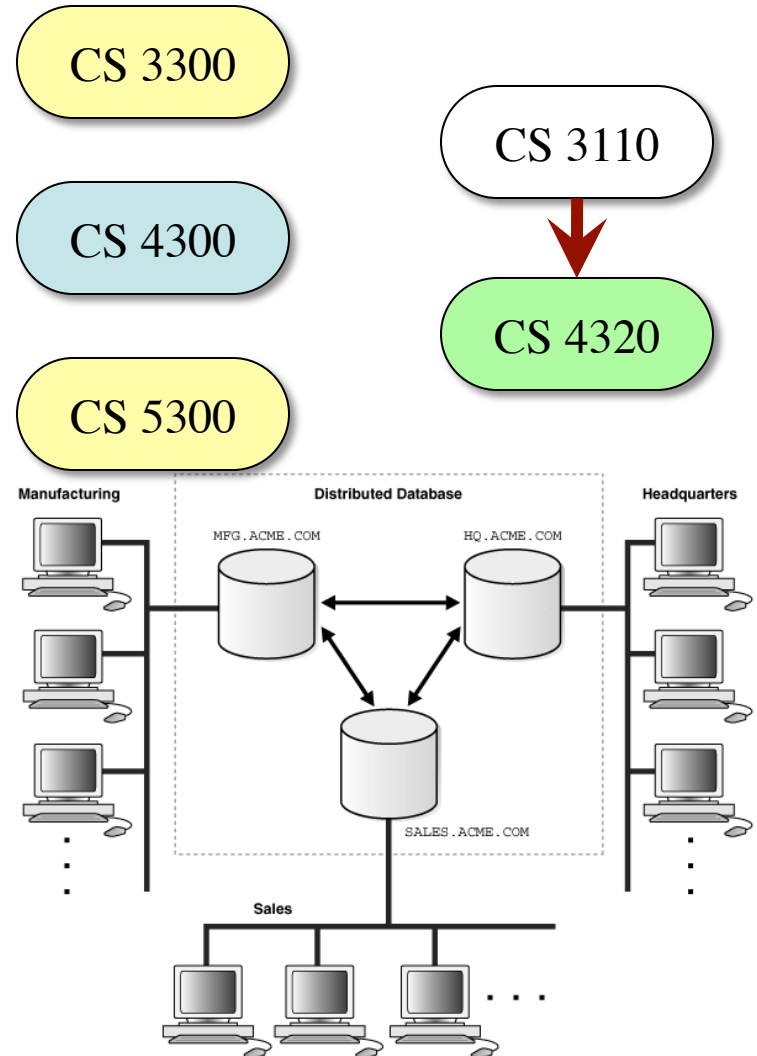 CS 3300
CS 3110
CS 4300
CS 4320
CS 5300
Manufacturing
Distributed Database
Headquarters
MFG.ACME.COM
HQ.ACME.COM
SALES.ACME.COM
Sales